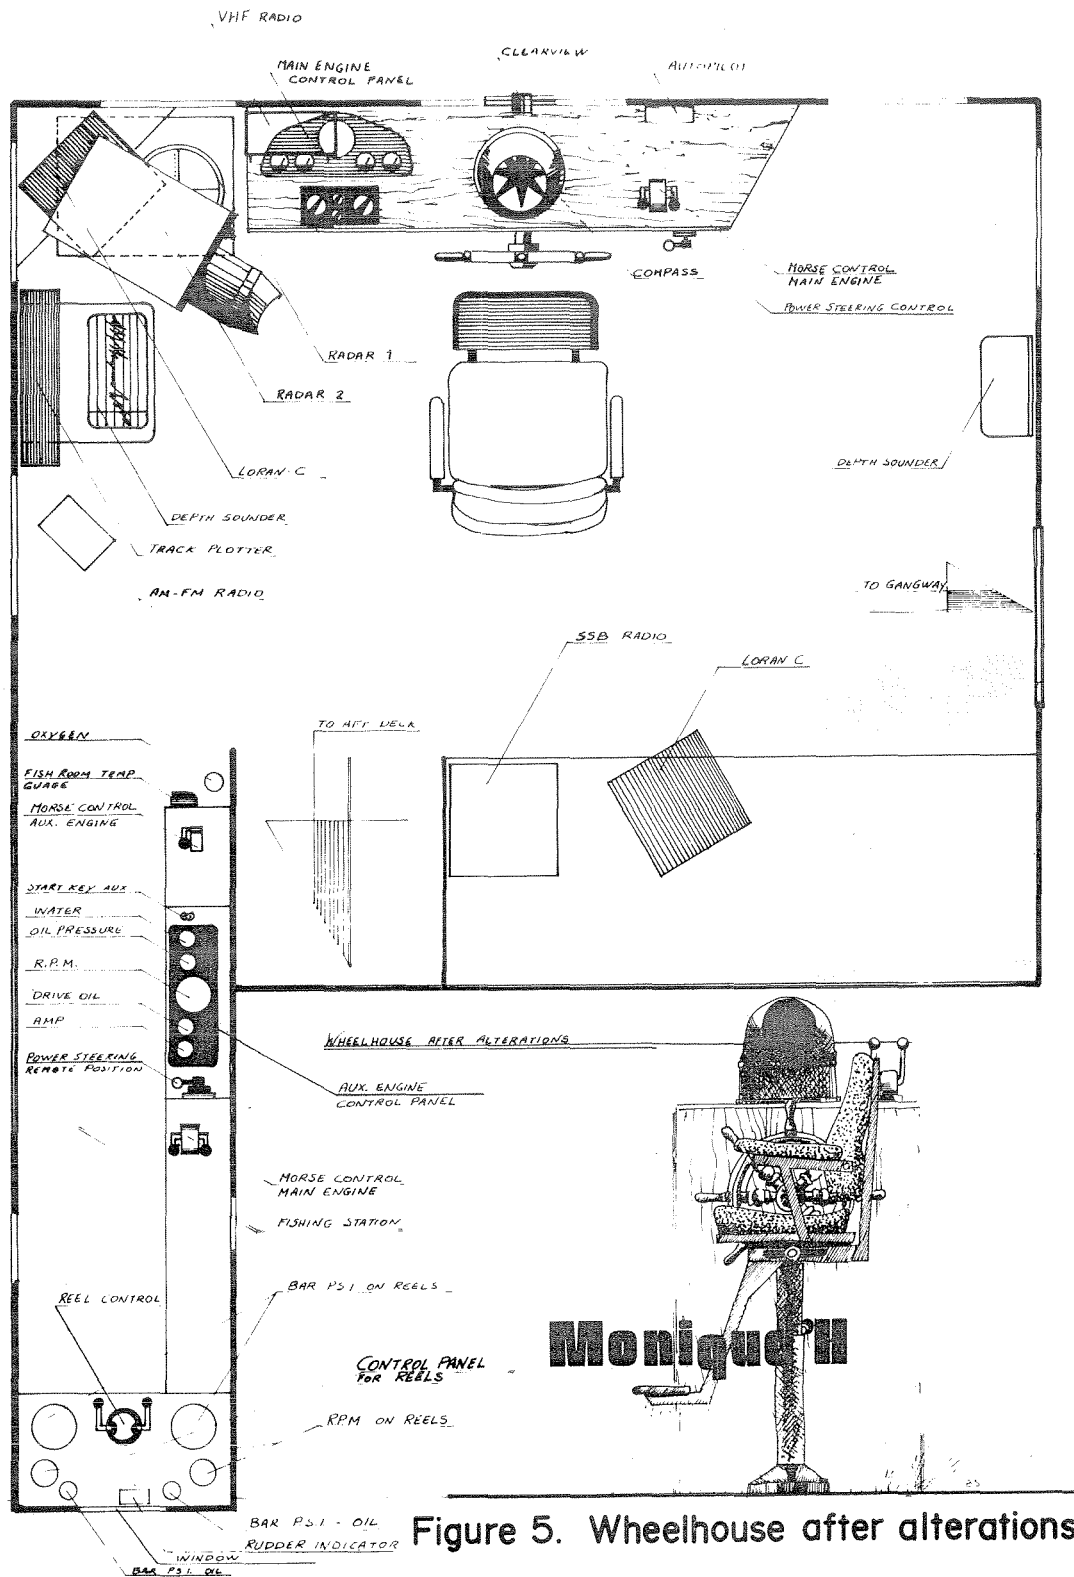 VHF RADIO
CLEARVIEW
MAIN ENGINE
CONTROL PANEL
AUTOPILOT
COMPASS
MORSE CONTROL
MAIN ENGINE
POWER STEERING CONTROL
RADAR 1
RADAR 2
LORAN-C
DEPTH SOUNDER
DEPTH SOUNDER
TRACK PLOTTER
AM-FM RADIO
TO GANGWAY
SSB RADIO
LORAN C
TO AFT DECK
OXYGEN
FISH ROOM TEMP
GUAGE
MORSE CONTROL
AUX. ENGING
START KEY AUX
WATER
OIL PRESSURE
R.P.M.
DRIVE OIL
AMP
POWER STEERING
REMOTE POSITION
WHEELHOUSE AFTER ALTERATIONS
AUX. ENGINE
CONTROL PANEL
MORSE CONTROL
MAIN ENGINE
FISHING STATION
BAR PSI ON REELS
REEL CONTROL
Monique H
CONTROL PANEL
FOR REELS
RPM ON REELS
BAR PSI - OIL
RUDDER INDICATOR
WINDOW
BAR PSI OIL
Figure 5. Wheelhouse after alterations